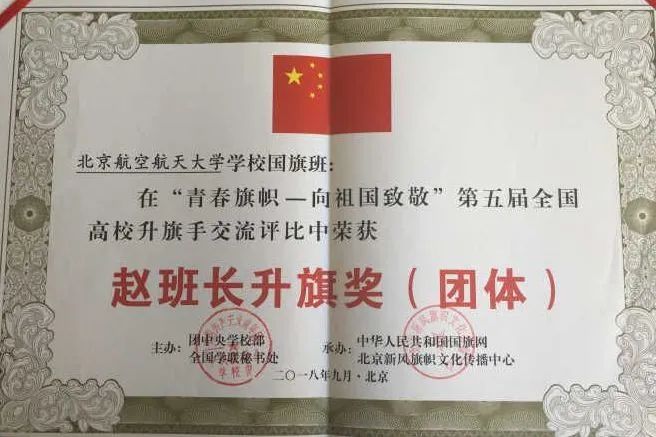 北京航空航天大学学校国旗班：
在“青春旗帜—向祖国致敬”第五届全国
高校升旗手交流评比中荣获
赵班长升旗奖（团体）
主办：团中央学校部
全国学联秘书处
承办：中华人民共和国国旗网
北京新风旗帜文化传播中心
二〇一八年九月·北京
学校部